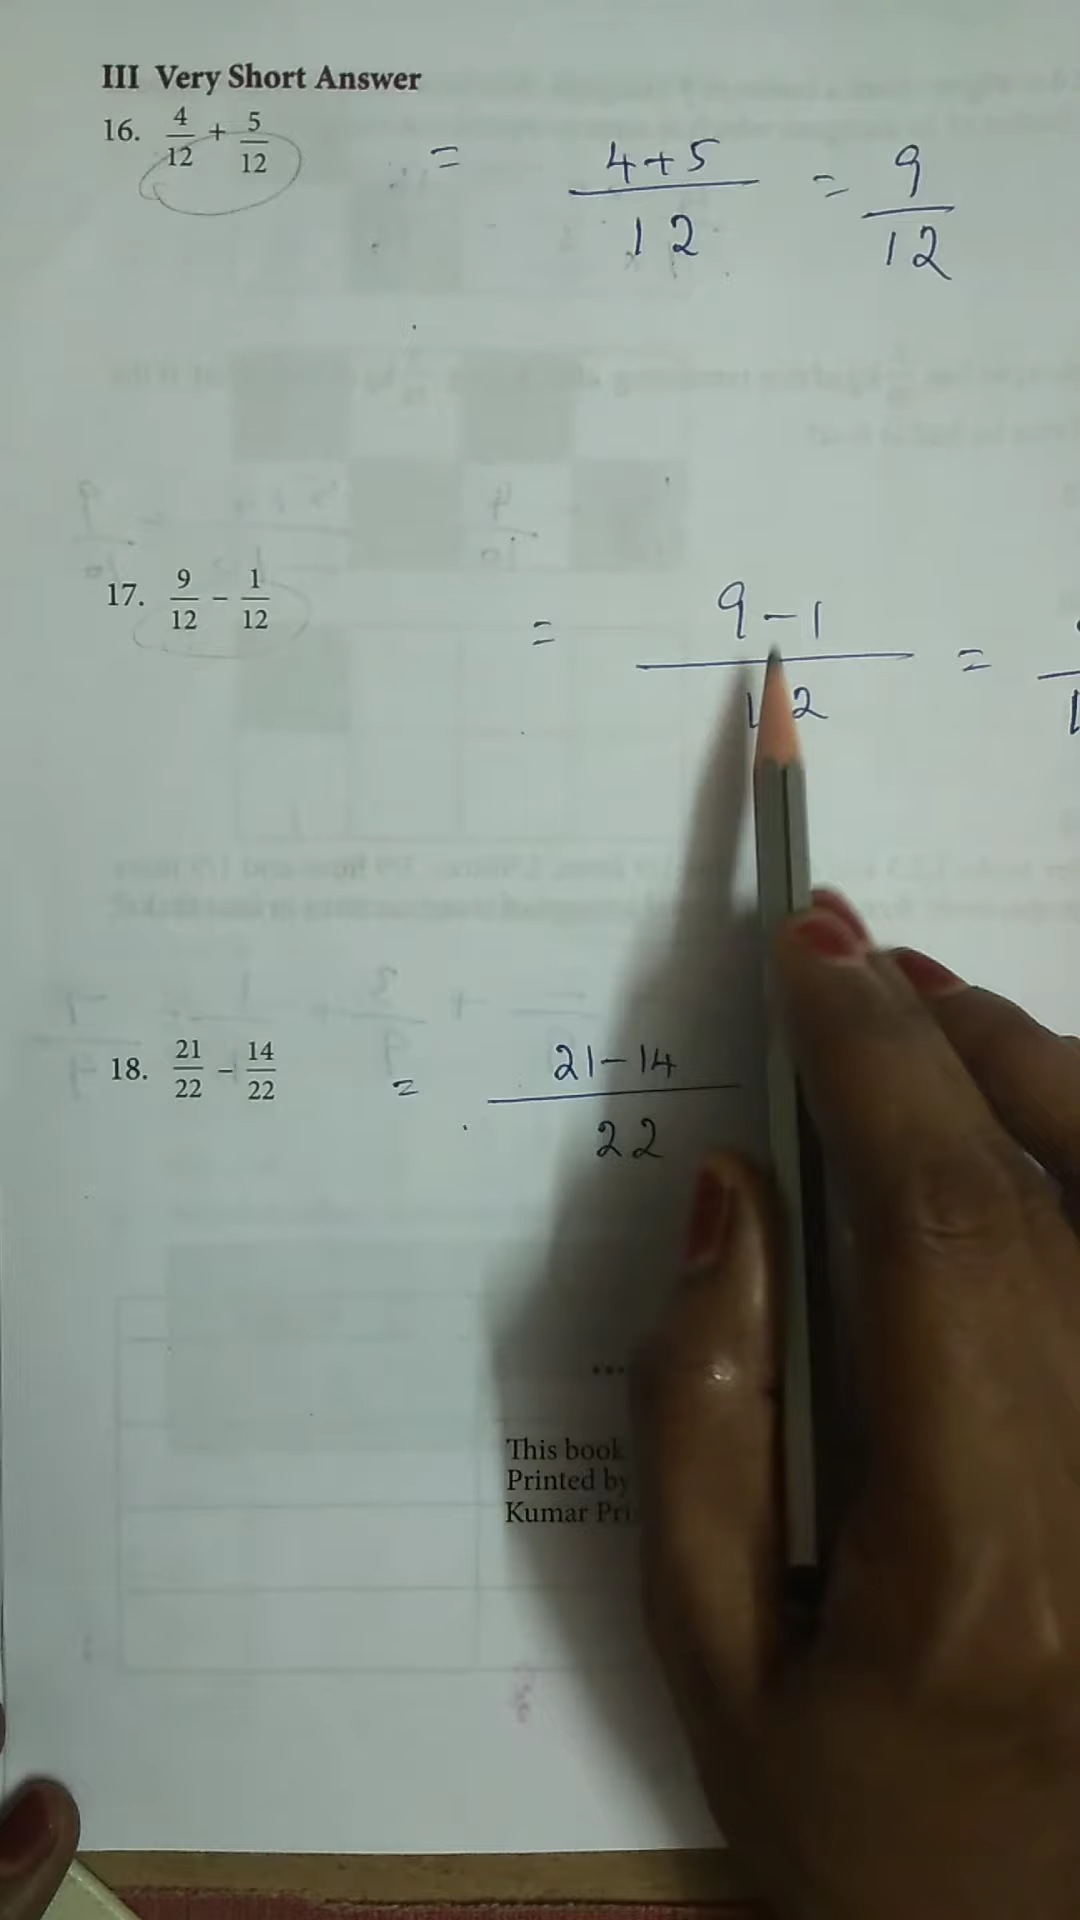 III Very Short Answer
16. 4/12 + 5/12 = 4+5/12 = 9/12
17. 9/12 - 1/12 = 9-1/12 =
18. 21/22 - 14/22 = 21-14/22
This book
Printed by
Kumar